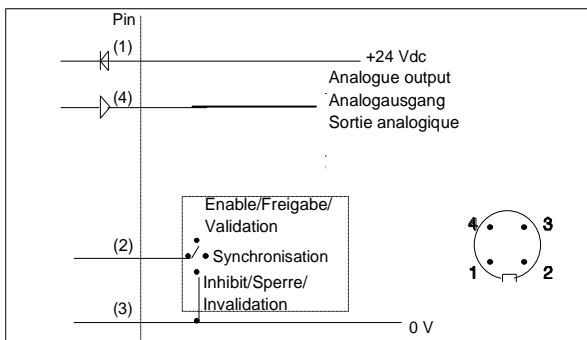 Pin
(1)
+24 Vdc
Analogue output
(4)
Analogausgang
Sortie analogique
Enable/Freigabe/
Validation
(2)
Synchronisation
Inhibit/Sperre/
Invalidation
(3)
0 V
4 3
1 2